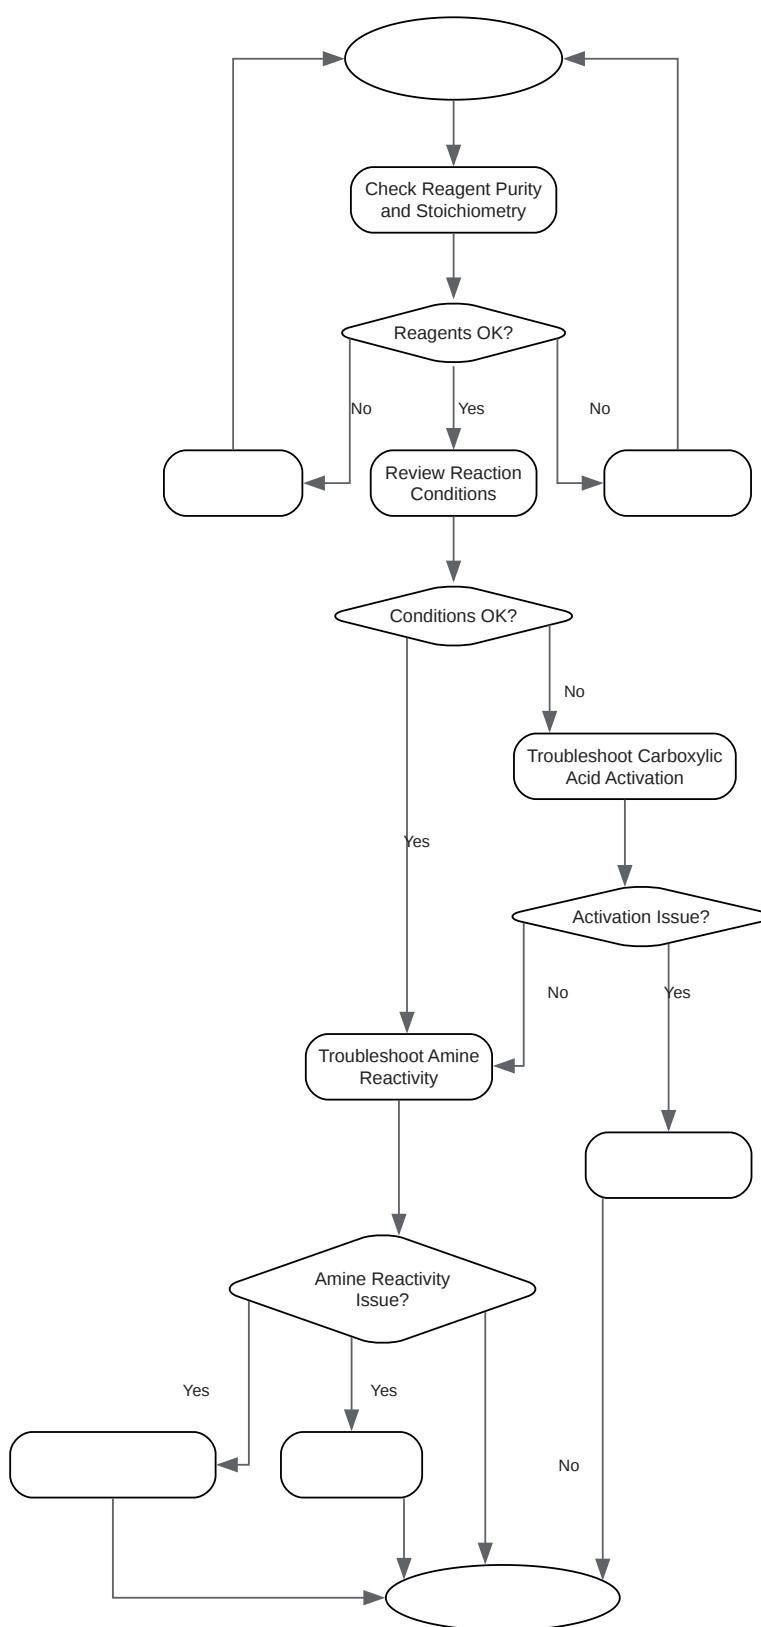 Check Reagent Purity
and Stoichiometry
Reagents OK?
No
Yes
No
Review Reaction
Conditions
Conditions OK?
No
Troubleshoot Carboxylic
Acid Activation
Yes
Activation Issue?
No
Yes
Troubleshoot Amine
Reactivity
Amine Reactivity
Issue?
Yes
Yes
No